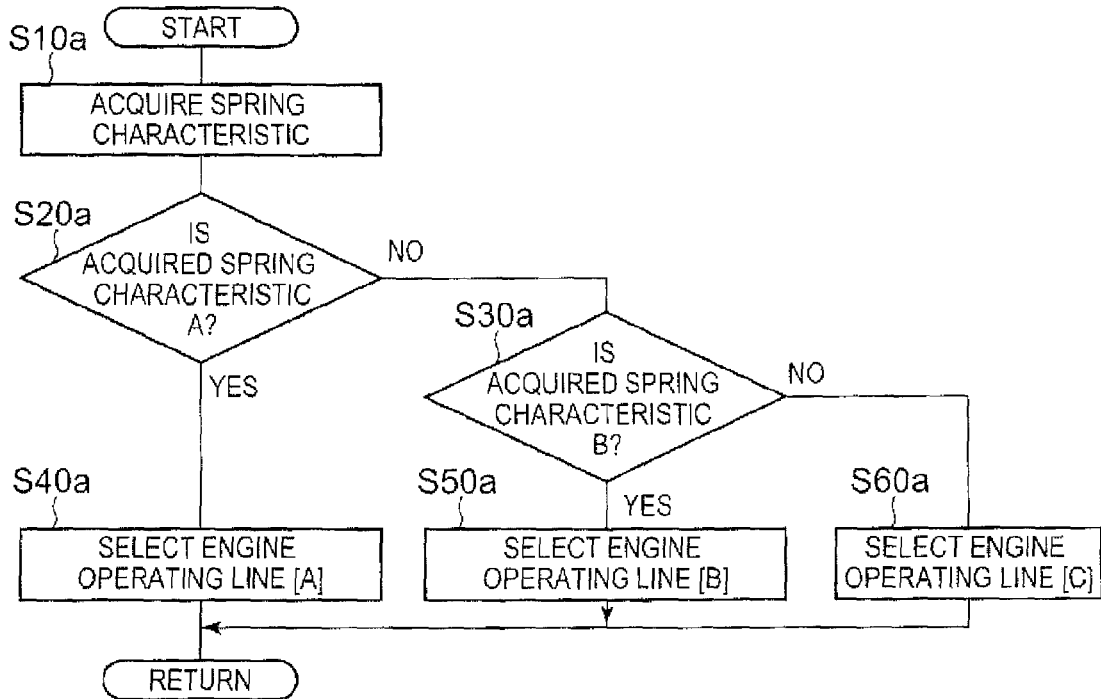 START
S10a
ACQUIRE SPRING
CHARACTERISTIC
S20a
IS
ACQUIRED SPRING
CHARACTERISTIC
A?
NO
YES
S30a
IS
ACQUIRED SPRING
CHARACTERISTIC
B?
NO
YES
S40a
SELECT ENGINE
OPERATING LINE [A]
S50a
SELECT ENGINE
OPERATING LINE [B]
S60a
SELECT ENGINE
OPERATING LINE [C]
RETURN